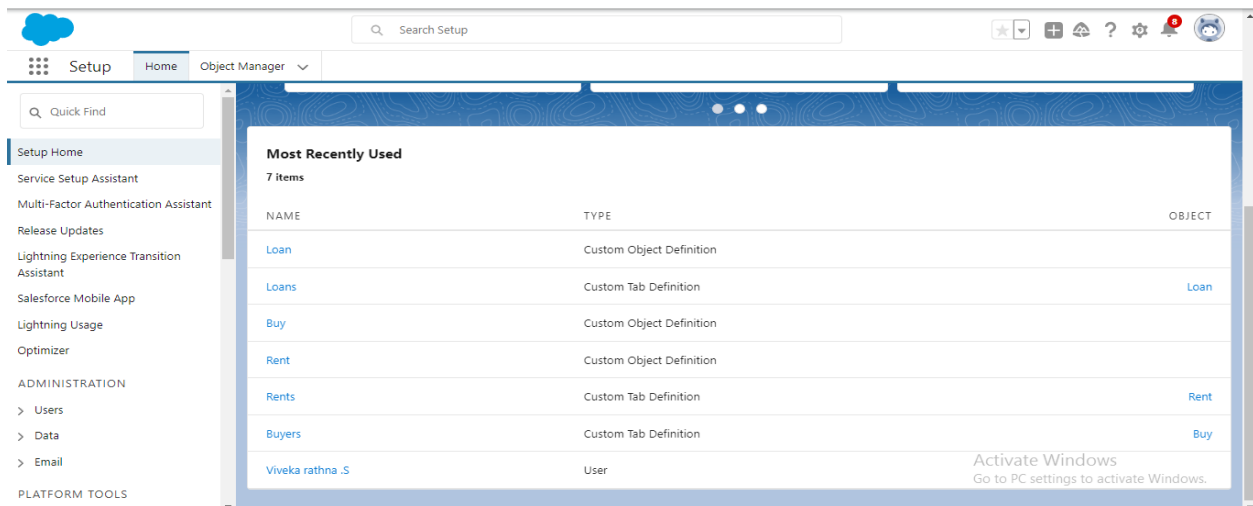 Search Setup
8
Setup
Home
Object Manager
Quick Find
Setup Home
Service Setup Assistant
Multi-Factor Authentication Assistant
Release Updates
Lightning Experience Transition
Assistant
Salesforce Mobile App
Lightning Usage
Optimizer
ADMINISTRATION
Users
Data
Email
PLATFORM TOOLS
Most Recently Used
7 items
NAME TYPE OBJECT
Loan Custom Object Definition
Loans Custom Tab Definition Loan
Buy Custom Object Definition
Rent Custom Object Definition
Rents Custom Tab Definition Rent
Buyers Custom Tab Definition Buy
Viveka rathna .S User
Activate Windows
Go to PC settings to activate Windows.